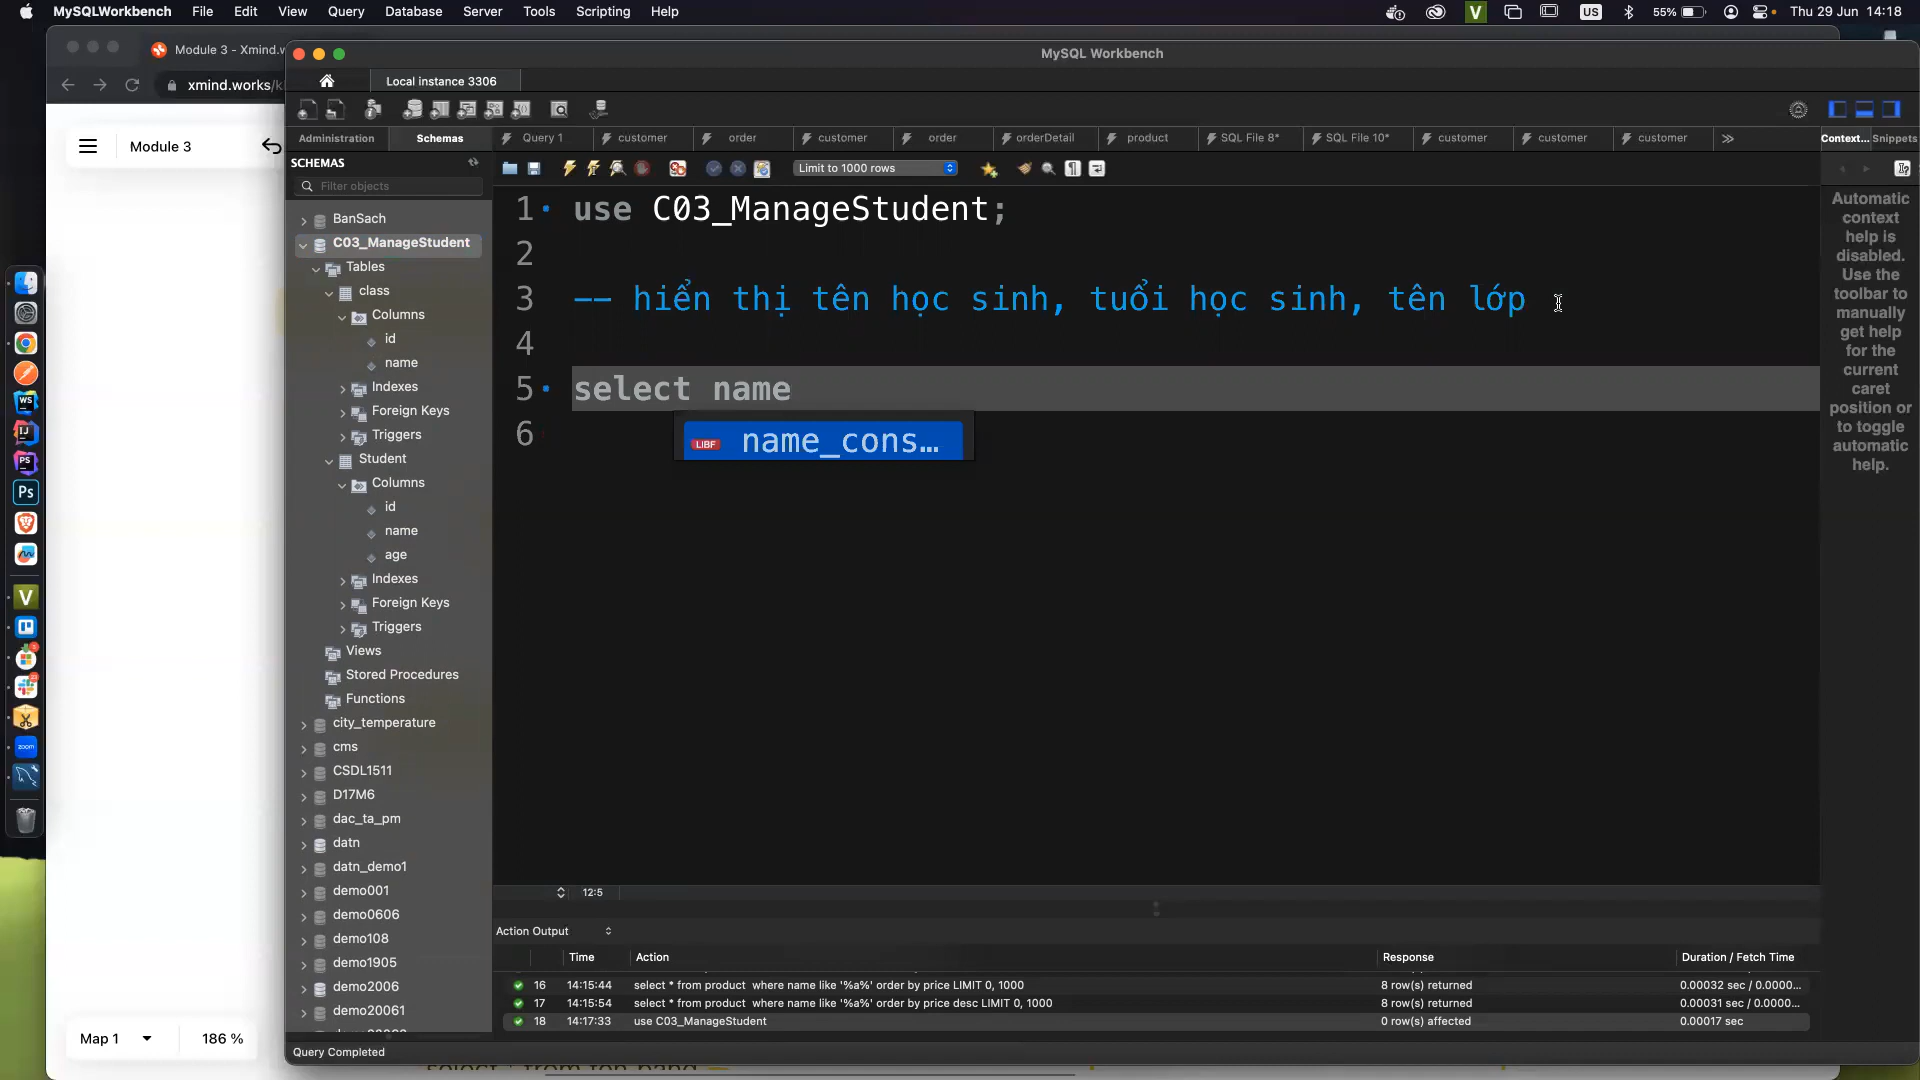 MySQLWorkbench File Edit View Query Database Server Tools Scripting Help
US 55% Thu 29 Jun 14:18
Module 3 - Xmind.w
xmind.works/k
Module 3
MySQL Workbench
Local instance 3306
Administration Schemas
Query 1 customer order customer order orderDetail product SQL File 8* SQL File 10* customer customer customer
Context... Snippets
SCHEMAS
Limit to 1000 rows
Filter objects
BanSach
C03_ManageStudent
Tables
class
Columns
id
name
Indexes
Foreign Keys
Triggers
Student
Columns
id
name
age
Indexes
Foreign Keys
Triggers
Views
Stored Procedures
Functions
city_temperature
cms
CSDL1511
D17M6
dac_ta_pm
datn
datn_demo1
demo001
demo0606
demo108
demo1905
demo2006
demo20061
1 use C03_ManageStudent;
2
3 -- hiển thị tên học sinh, tuổi học sinh, tên lớp
4
5 select name
LIBF name_cons...
6
Automatic
context
help is
disabled.
Use the
toolbar to
manually
get help
for the
current
caret
position or
to toggle
automatic
help.
12:5
Action Output
Time Action Response Duration / Fetch Time
16 14:15:44 select * from product where name like '%a%' order by price LIMIT 0, 1000 8 row(s) returned 0.00032 sec / 0.0000...
17 14:15:54 select * from product where name like '%a%' order by price desc LIMIT 0, 1000 8 row(s) returned 0.00031 sec / 0.0000...
18 14:17:33 use C03_ManageStudent 0 row(s) affected 0.00017 sec
Map 1 186 %
Query Completed